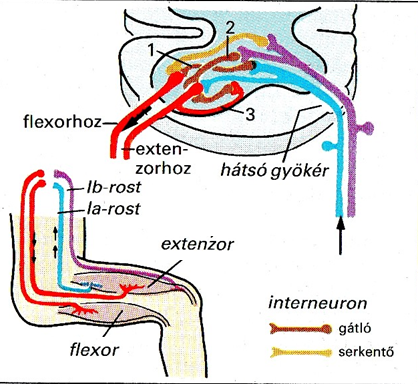 1
2
3
flexorhoz
exten-
zorhoz
hátsó gyökér
Ib-rost
Ia-rost
extenzor
flexor
interneuron
gátló
serkentő